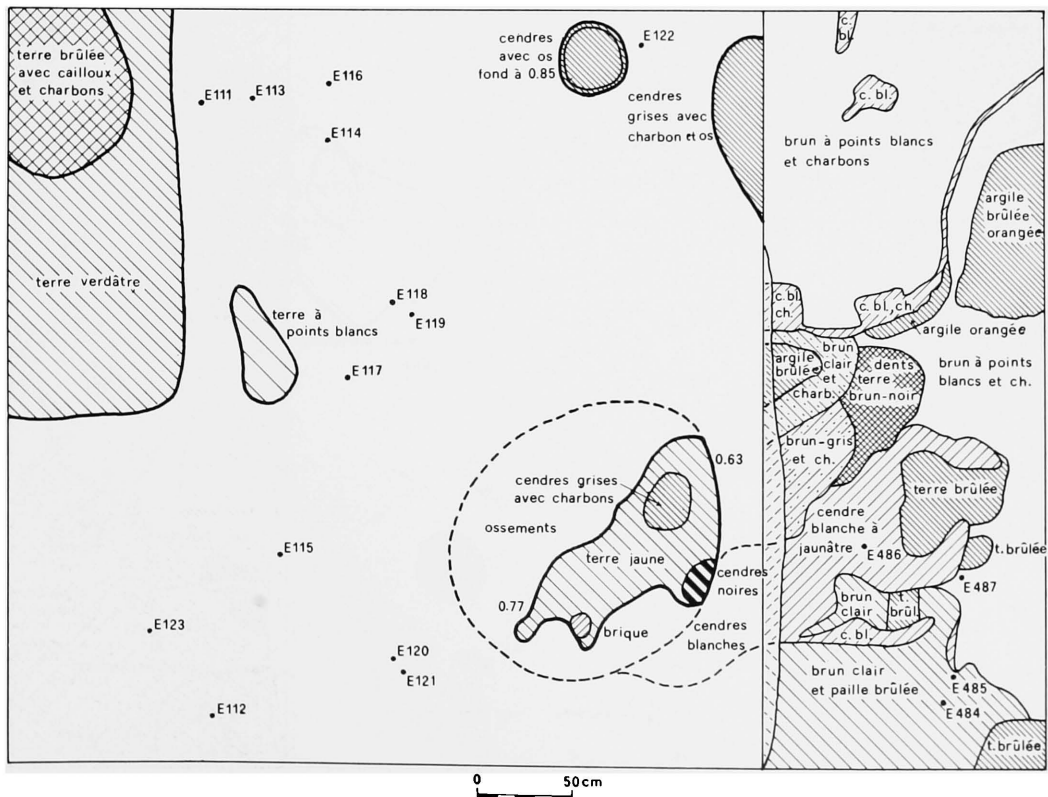 terre brûlée
avec cailloux
et charbons
E111
E113
E116
E114
cendres
avec os
fond à 0.85
E122
cendres
grises avec
charbon et os
c.
bl.
c. bl.
brun à points blancs
et charbons
argile
brûlée
orangée
terre verdâtre
terre à
points blancs
E118
E119
E117
c. bl.
ch.
c. bl., ch.
argile orangée
argile
brûlée
brun
clair
et
charb.
dents
terre
brun-noir
brun à points
blancs et ch.
brun-gris
et ch.
0.63
cendres grises
avec charbons
ossements
terre jaune
terre brûlée
cendre
blanche à
jaunâtre
E486
t. brûlée
E487
E115
cendres
noires
0.77
brique
cendres
blanches
brun
clair
t.
brûl.
c. bl.
E123
E120
E121
E112
brun clair
et paille brûlée
E485
E484
t. brûlée
0 50cm